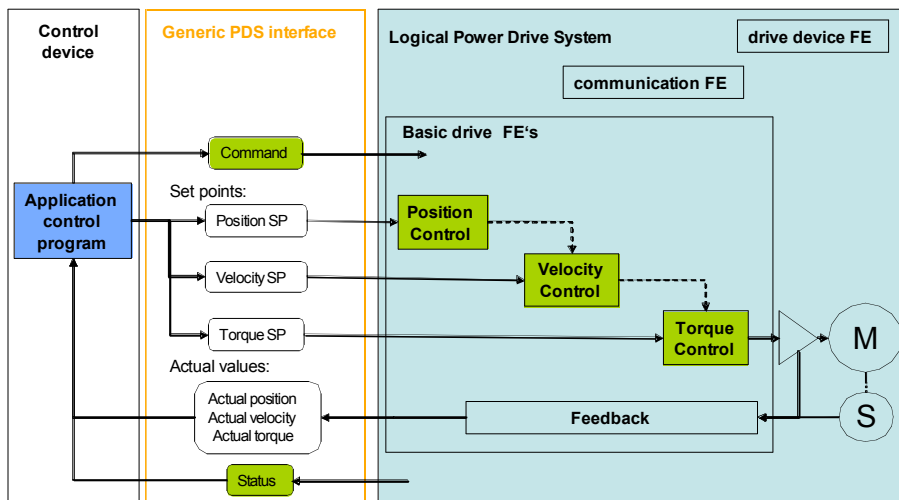 Control
device
Generic PDS interface
Logical Power Drive System
drive device FE
communication FE
Basic drive FE's
Command
Set points:
Application
control
program
Position SP
Position
Control
Velocity SP
Velocity
Control
Torque SP
Torque
Control
M
Actual values:
Actual position
Actual velocity
Actual torque
Feedback
S
Status